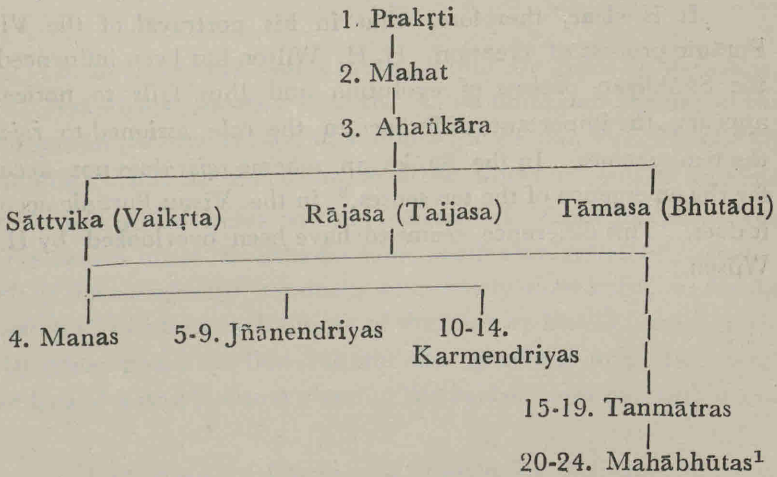 1. Prakṛti
2. Mahat
3. Ahaṅkāra
Sāttvika (Vaikṛta) Rājasa (Taijasa) Tāmasa (Bhūtādi)
4. Manas 5-9. Jñānendriyas 10-14.
Karmendriyas
15-19. Tanmātras
20-24. Mahābhūtas¹